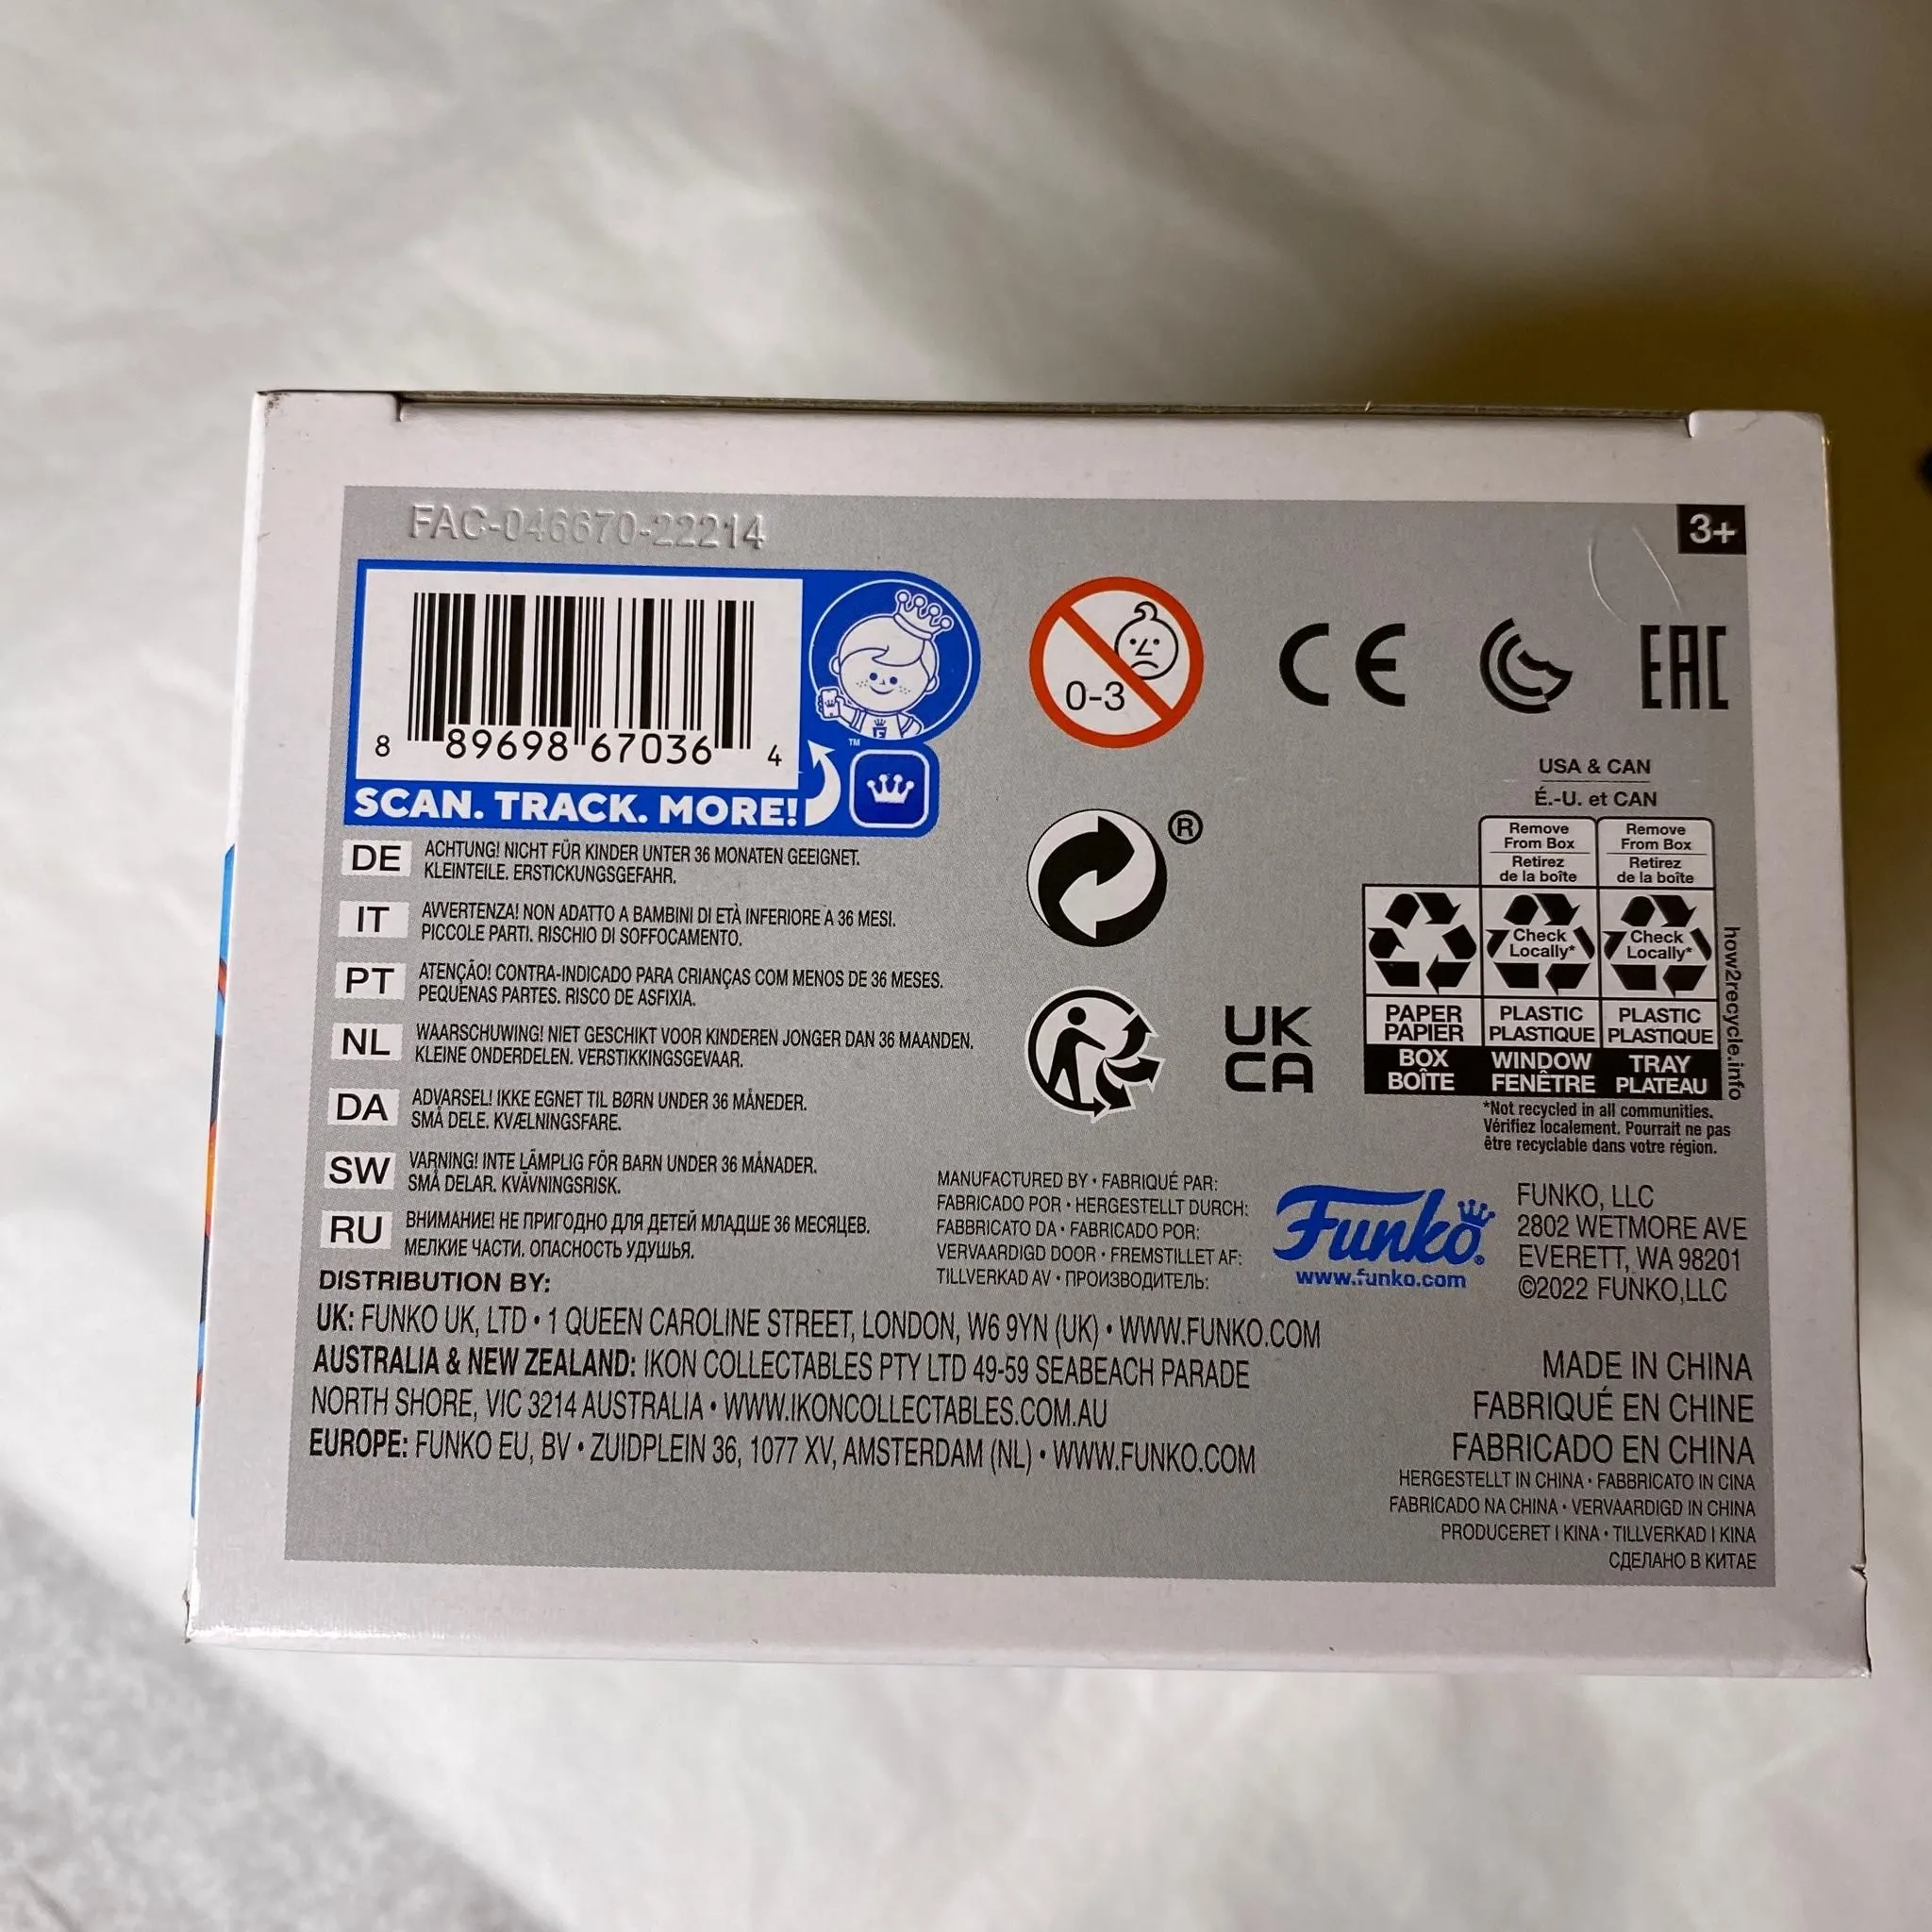 FAC-046670-22214
3+
8 89698 67036 4
™
SCAN. TRACK. MORE!
0-3
CE
EAC
®
UK
CA
USA & CAN
É.-U. et CAN
Remove
From Box
Retirez
de la boîte
Remove
From Box
Retirez
de la boîte
Check
Locally*
Check
Locally*
PAPER
PAPIER
PLASTIC
PLASTIQUE
PLASTIC
PLASTIQUE
BOX
BOÎTE
WINDOW
FENÊTRE
TRAY
PLATEAU
how2recycle.info
*Not recycled in all communities.
Vérifiez localement. Pourrait ne pas
être recyclable dans votre région.
DE ACHTUNG! NICHT FÜR KINDER UNTER 36 MONATEN GEEIGNET.
KLEINTEILE. ERSTICKUNGSGEFAHR.
IT AVVERTENZA! NON ADATTO A BAMBINI DI ETÀ INFERIORE A 36 MESI.
PICCOLE PARTI. RISCHIO DI SOFFOCAMENTO.
PT ATENÇÃO! CONTRA-INDICADO PARA CRIANÇAS COM MENOS DE 36 MESES.
PEQUENAS PARTES. RISCO DE ASFIXIA.
NL WAARSCHUWING! NIET GESCHIKT VOOR KINDEREN JONGER DAN 36 MAANDEN.
KLEINE ONDERDELEN. VERSTIKKINGSGEVAAR.
DA ADVARSEL! IKKE EGNET TIL BØRN UNDER 36 MÅNEDER.
SMÅ DELE. KVÆLNINGSFARE.
SW VARNING! INTE LÄMPLIG FÖR BARN UNDER 36 MÅNADER.
SMÅ DELAR. KVÄVNINGSRISK.
RU ВНИМАНИЕ! НЕ ПРИГОДНО ДЛЯ ДЕТЕЙ МЛАДШЕ 36 МЕСЯЦЕВ.
МЕЛКИЕ ЧАСТИ. ОПАСНОСТЬ УДУШЬЯ.
MANUFACTURED BY • FABRIQUÉ PAR:
FABRICADO POR • HERGESTELLT DURCH:
FABBRICATO DA • FABRICADO POR:
VERVAARDIGD DOOR • FREMSTILLET AF:
TILLVERKAD AV • ПРОИЗВОДИТЕЛЬ:
Funko®
www.funko.com
FUNKO, LLC
2802 WETMORE AVE
EVERETT, WA 98201
©2022 FUNKO,LLC
DISTRIBUTION BY:
UK: FUNKO UK, LTD • 1 QUEEN CAROLINE STREET, LONDON, W6 9YN (UK) • WWW.FUNKO.COM
AUSTRALIA & NEW ZEALAND: IKON COLLECTABLES PTY LTD 49-59 SEABEACH PARADE
NORTH SHORE, VIC 3214 AUSTRALIA • WWW.IKONCOLLECTABLES.COM.AU
EUROPE: FUNKO EU, BV • ZUIDPLEIN 36, 1077 XV, AMSTERDAM (NL) • WWW.FUNKO.COM
MADE IN CHINA
FABRIQUÉ EN CHINE
FABRICADO EN CHINA
HERGESTELLT IN CHINA • FABBRICATO IN CINA
FABRICADO NA CHINA • VERVAARDIGD IN CHINA
PRODUCERET I KINA • TILLVERKAD I KINA
СДЕЛАНО В КИТАЕ